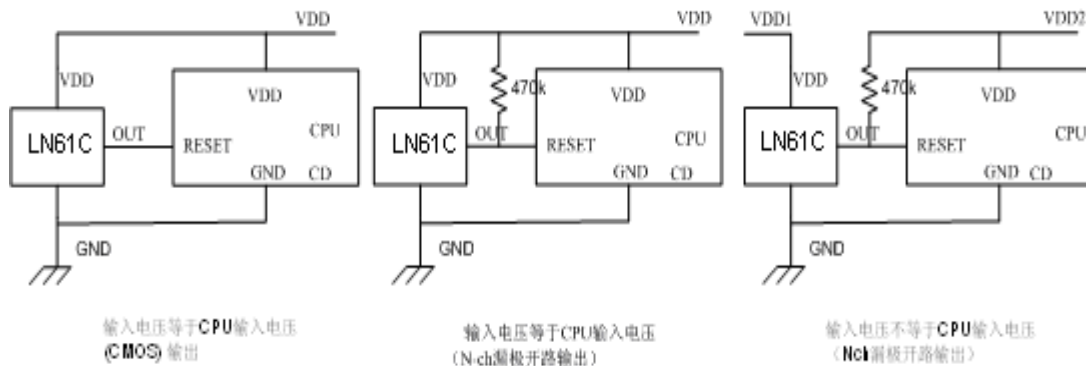 VDD
VDD
VDD
LN61C
OUT
RESET
CPU
GND
CD
GND
输入电压等于CPU输入电压
(CMOS) 输出
VDD
VDD
470k
VDD
LN61C
OUT
RESET
CPU
GND
CD
GND
输入电压等于CPU输入电压
（N-ch漏极开路输出）
VDD1
VDD2
VDD
470k
VDD
LN61C
OUT
RESET
CPU
GND
CD
GND
输入电压不等于CPU输入电压
（Nch漏极开路输出）